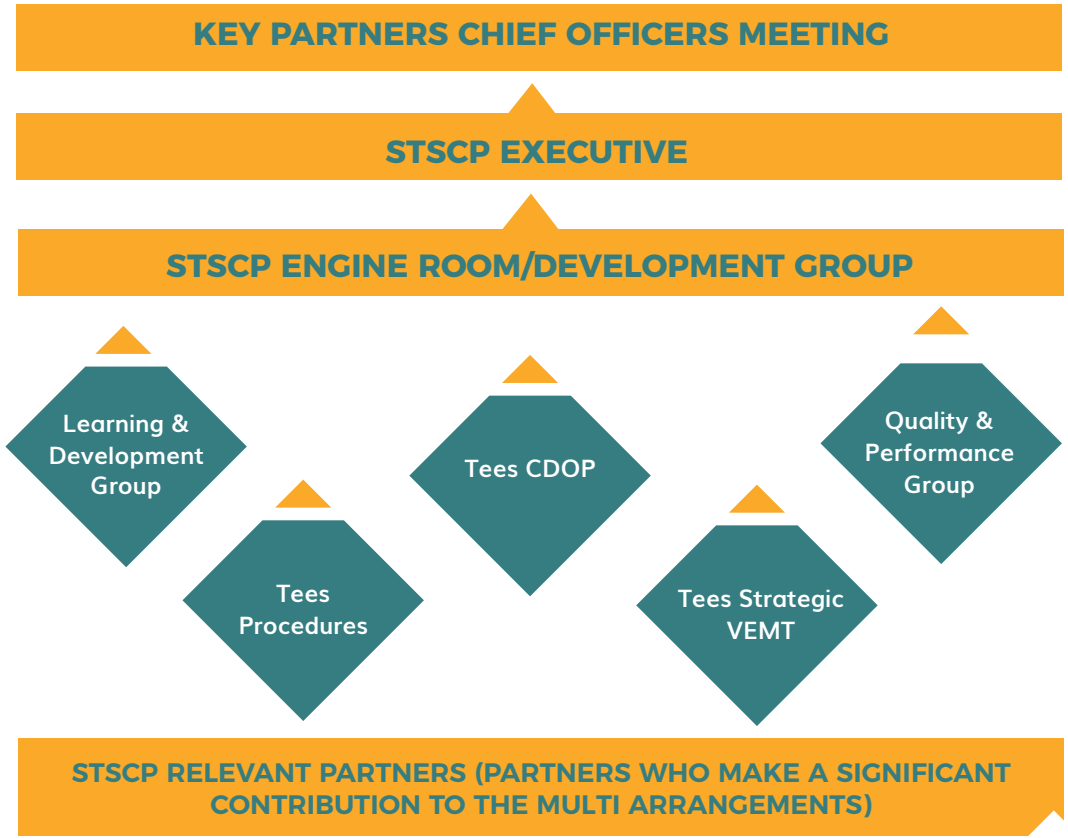 KEY PARTNERS CHIEF OFFICERS MEETING
STSCP EXECUTIVE
STSCP ENGINE ROOM/DEVELOPMENT GROUP
Learning &
Development
Group
Tees
Procedures
Tees CDOP
Tees Strategic
VEMT
Quality &
Performance
Group
STSCP RELEVANT PARTNERS (PARTNERS WHO MAKE A SIGNIFICANT
CONTRIBUTION TO THE MULTI ARRANGEMENTS)